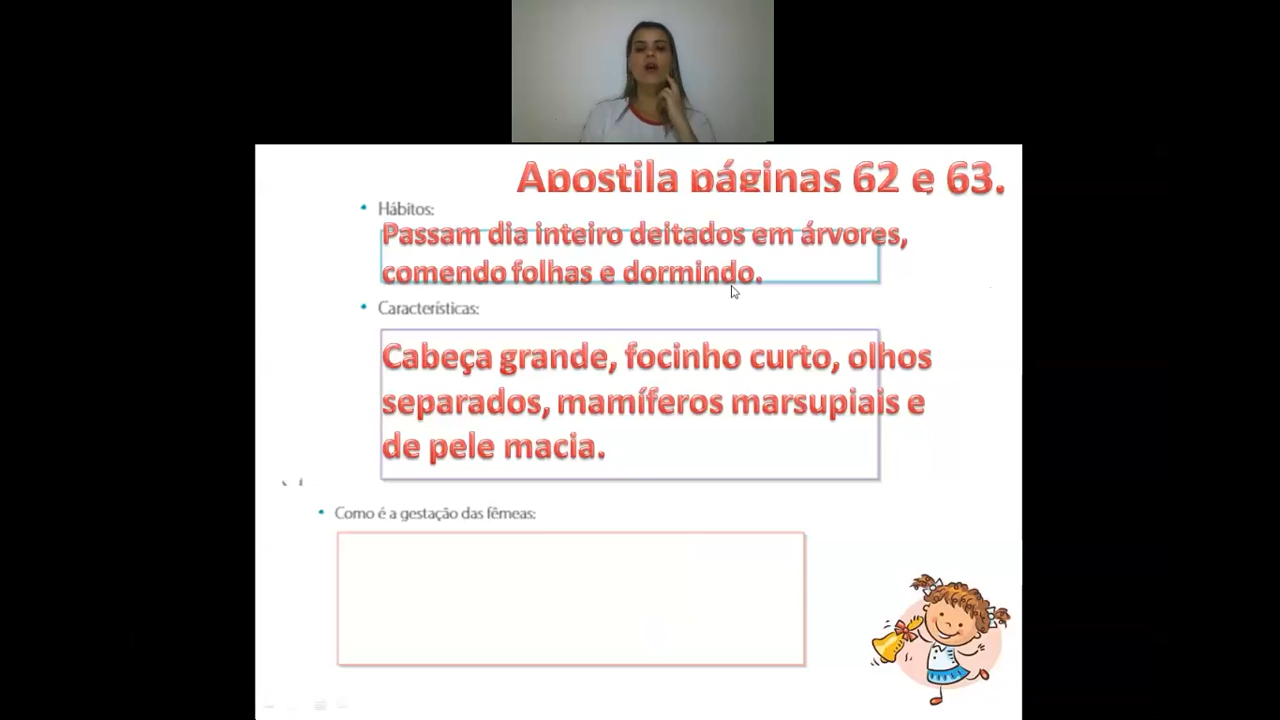 Apostila páginas 62 e 63.
• Hábitos:
Passam dia inteiro deitados em árvores,
comendo folhas e dormindo.
• Características:
Cabeça grande, focinho curto, olhos
separados, mamíferos marsupiais e
de pele macia.
• Como é a gestação das fêmeas: